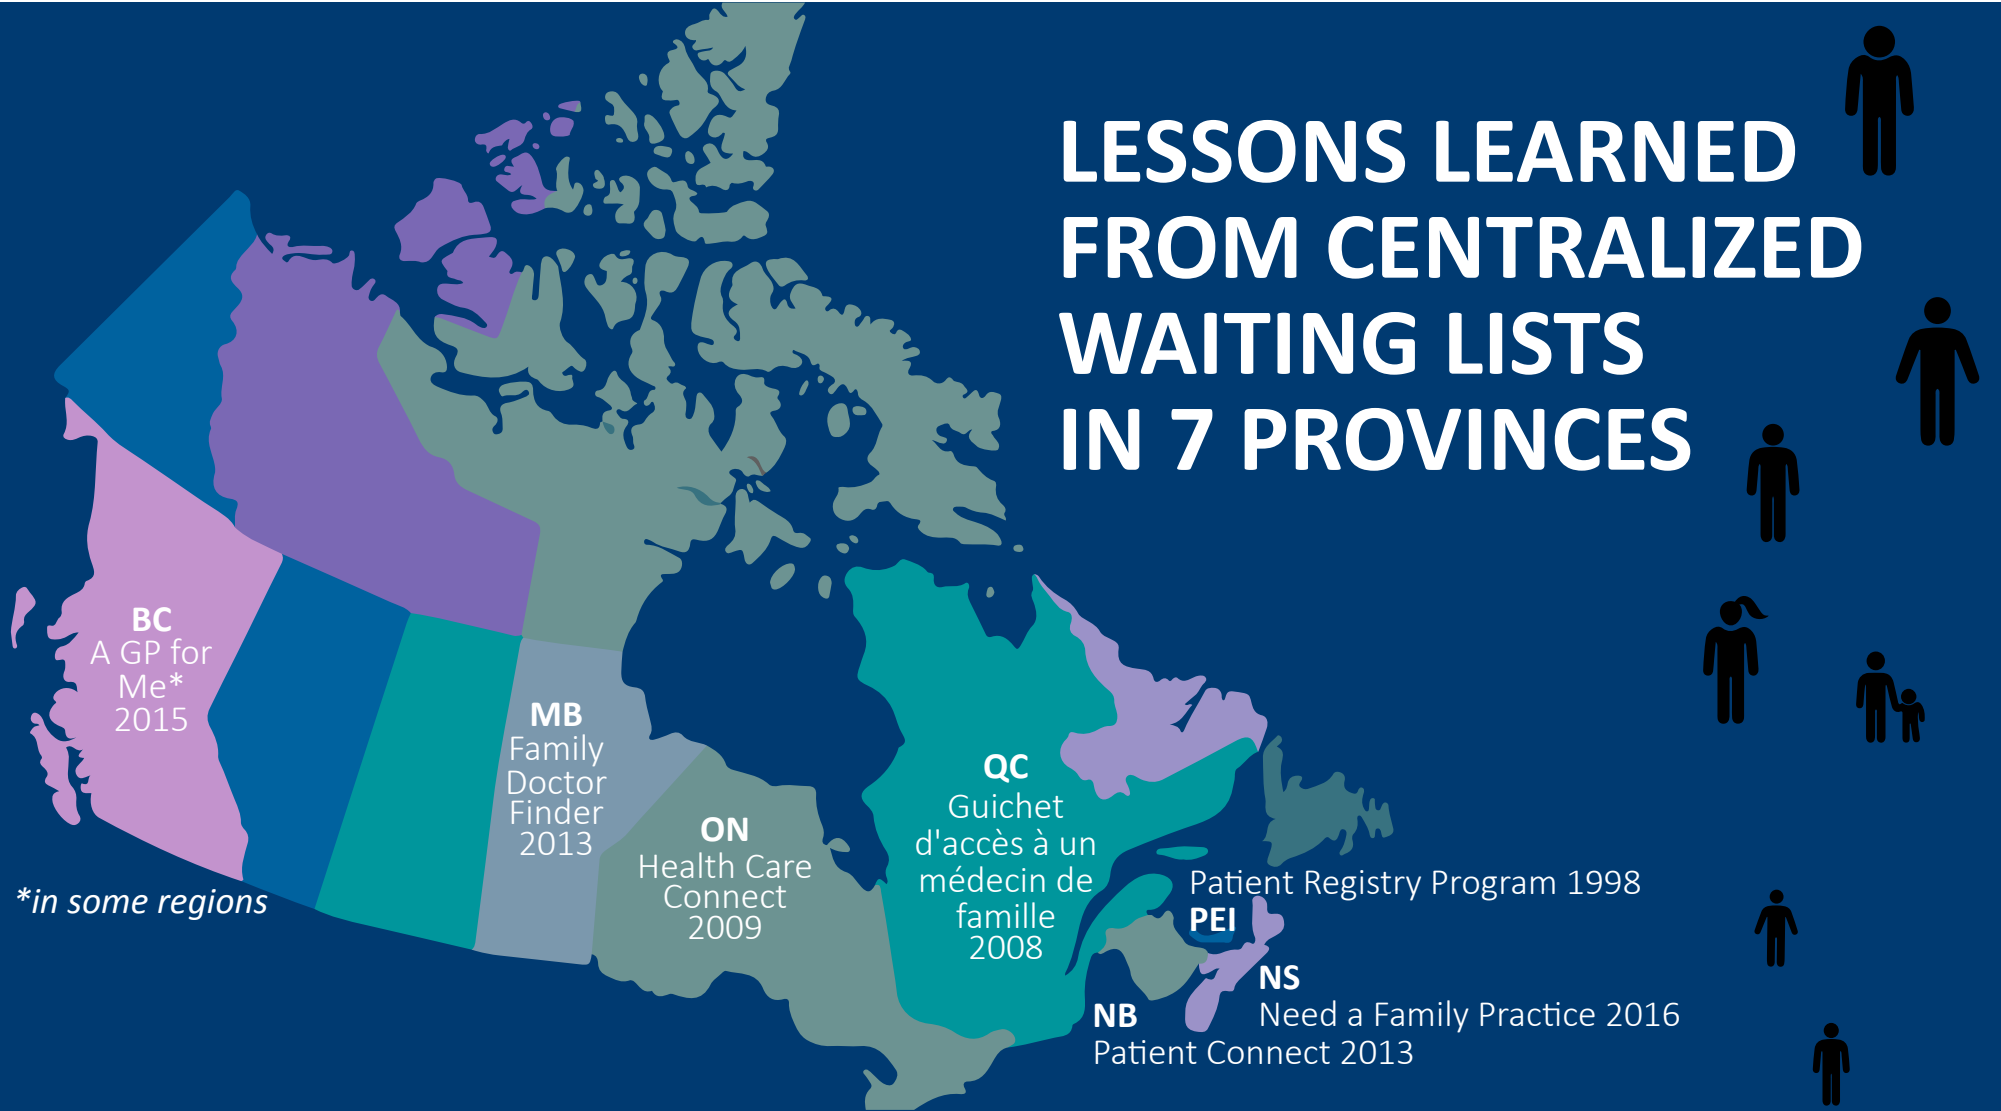 LESSONS LEARNED
FROM CENTRALIZED
WAITING LISTS
IN 7 PROVINCES
BC
A GP for
Me*
2015
*in some regions
MB
Family
Doctor
Finder
2013
ON
Health Care
Connect
2009
QC
Guichet
d'accès à un
médecin de
famille
2008
Patient Registry Program 1998
PEI
NS
Need a Family Practice 2016
NB
Patient Connect 2013